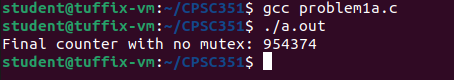 student@tuffix-vm:~/CPSC351$ gcc problem1a.c
student@tuffix-vm:~/CPSC351$ ./a.out
Final counter with no mutex: 954374
student@tuffix-vm:~/CPSC351$